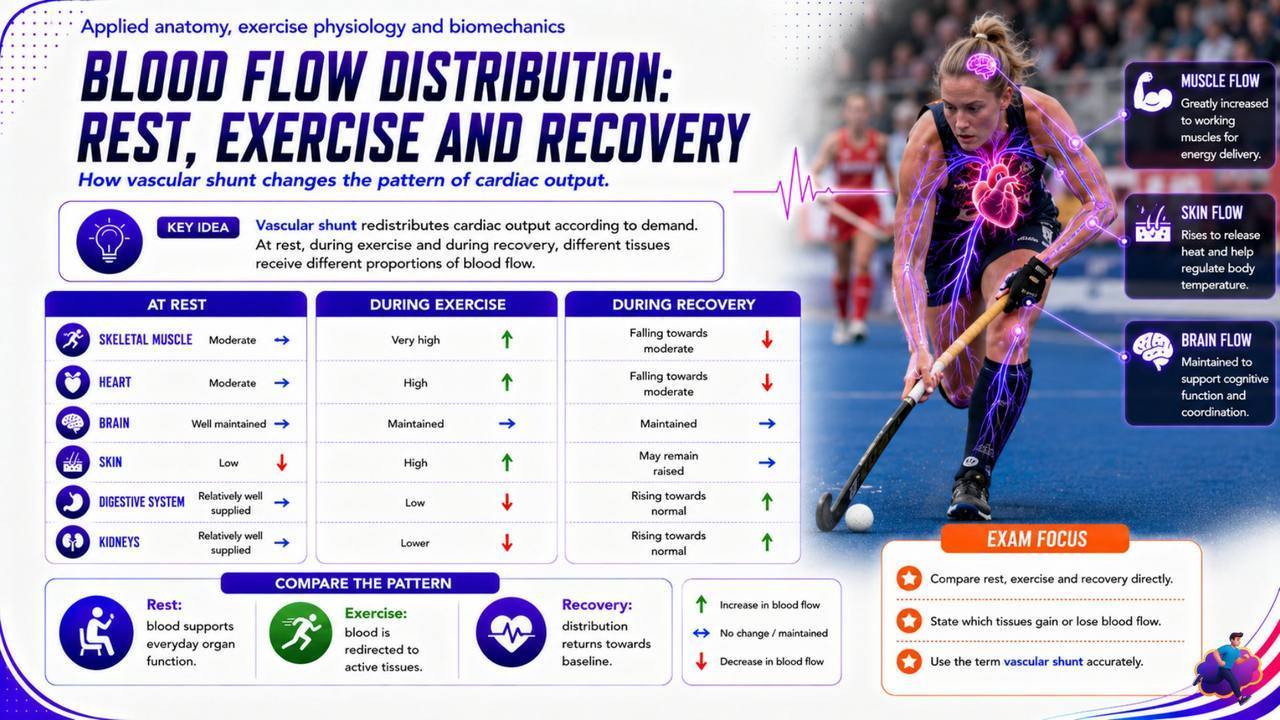 Applied anatomy, exercise physiology and biomechanics
BLOOD FLOW DISTRIBUTION:
REST, EXERCISE AND RECOVERY
How vascular shunt changes the pattern of cardiac output.
KEY IDEA
Vascular shunt redistributes cardiac output according to demand.
At rest, during exercise and during recovery, different tissues
receive different proportions of blood flow.
AT REST
DURING EXERCISE
DURING RECOVERY
SKELETAL MUSCLE
Moderate →
Very high ↑
Falling towards
moderate ↓
HEART
Moderate →
High ↑
Falling towards
moderate ↓
BRAIN
Well maintained →
Maintained →
Maintained →
SKIN
Low ↓
High ↑
May remain
raised →
DIGESTIVE SYSTEM
Relatively well
supplied →
Low ↓
Rising towards
normal ↑
KIDNEYS
Relatively well
supplied →
Lower ↓
Rising towards
normal ↑
COMPARE THE PATTERN
Rest:
blood supports
everyday organ
function.
Exercise:
blood is
redirected to
active tissues.
Recovery:
distribution
returns towards
baseline.
↑ Increase in blood flow
↔ No change / maintained
↓ Decrease in blood flow
MUSCLE FLOW
Greatly increased
to working
muscles for
energy delivery.
SKIN FLOW
Rises to release
heat and help
regulate body
temperature.
BRAIN FLOW
Maintained to
support cognitive
function and
coordination.
EXAM FOCUS
Compare rest, exercise and recovery directly.
State which tissues gain or lose blood flow.
Use the term vascular shunt accurately.